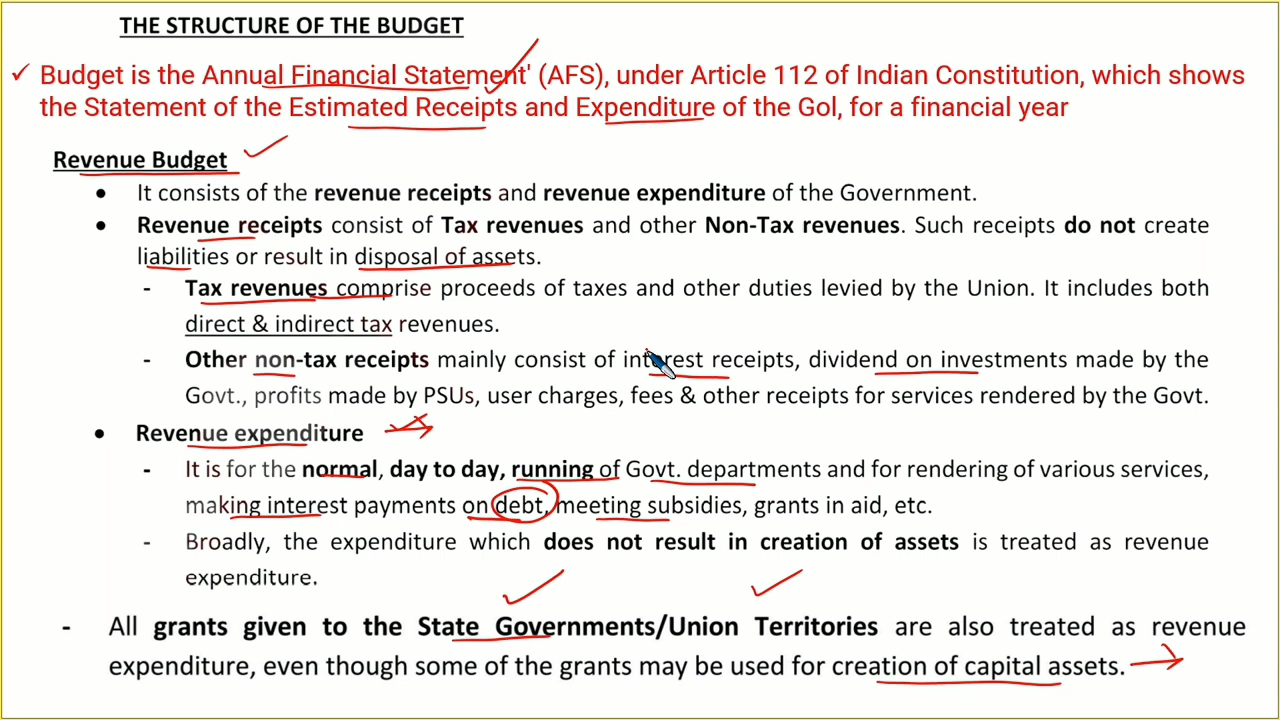 THE STRUCTURE OF THE BUDGET
✓ Budget is the Annual Financial Statement' (AFS), under Article 112 of Indian Constitution, which shows
the Statement of the Estimated Receipts and Expenditure of the GoI, for a financial year
Revenue Budget
• It consists of the revenue receipts and revenue expenditure of the Government.
• Revenue receipts consist of Tax revenues and other Non-Tax revenues. Such receipts do not create
liabilities or result in disposal of assets.
- Tax revenues comprise proceeds of taxes and other duties levied by the Union. It includes both
direct & indirect tax revenues.
- Other non-tax receipts mainly consist of interest receipts, dividend on investments made by the
Govt., profits made by PSUs, user charges, fees & other receipts for services rendered by the Govt.
• Revenue expenditure
- It is for the normal, day to day, running of Govt. departments and for rendering of various services,
making interest payments on debt, meeting subsidies, grants in aid, etc.
- Broadly, the expenditure which does not result in creation of assets is treated as revenue
expenditure.
- All grants given to the State Governments/Union Territories are also treated as revenue
expenditure, even though some of the grants may be used for creation of capital assets.